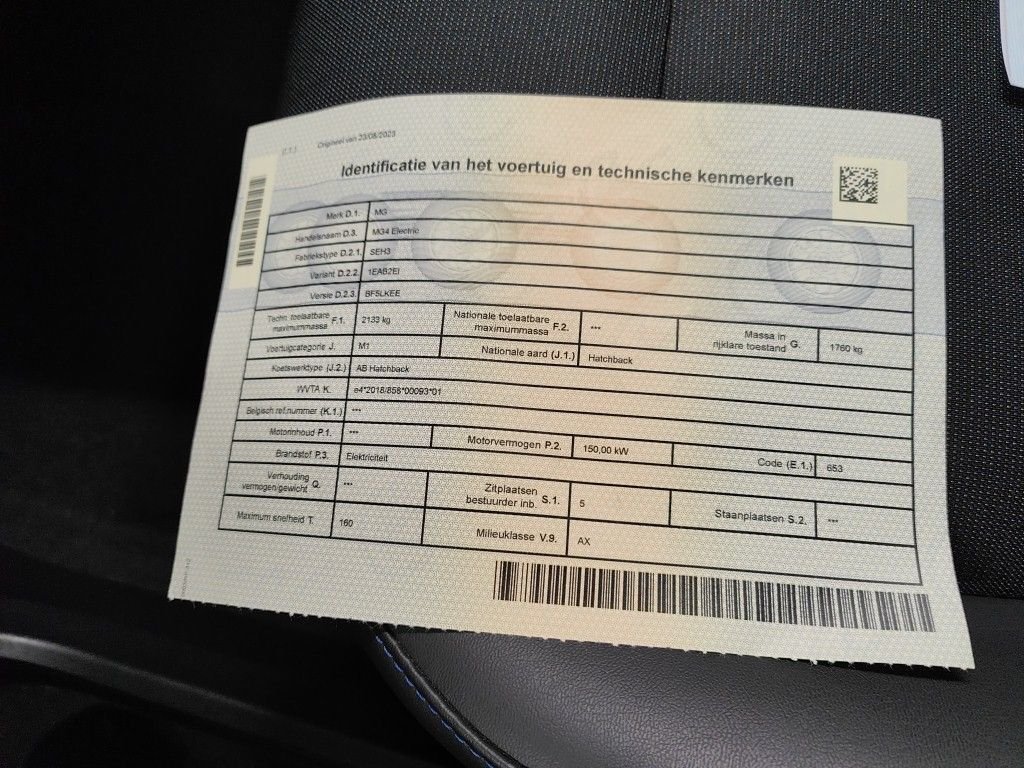 (C.1.) Origineel van 23/08/2023
Identificatie van het voertuig en technische kenmerken
Merk D.1. MG
Handelsnaam D.3. MG4 Electric
Fabriekstype D.2.1. SEH3
Variant D.2.2. 1EAB2EI
Versie D.2.3. BF5LKEE
Techn. toelaatbare maximummassa F.1. 2133 kg Nationale toelaatbare maximummassa F.2. *** Massa in rijklare toestand G. 1760 kg
Voertuigcategorie J. M1 Nationale aard (J.1.) Hatchback
Koetswerktype (J.2.) AB Hatchback
WVTA K. e4*2018/858*00093*01
Belgisch ref.nummer (K.1.) ***
Motorinhoud P.1. *** Motorvermogen P.2. 150,00 kW Code (E.1.) 653
Brandstof P.3. Elektriciteit
Verhouding vermogen/gewicht Q. *** Zitplaatsen bestuurder inb. S.1. 5 Staanplaatsen S.2. ***
Maximum snelheid T. 160 Milieuklasse V.9. AX